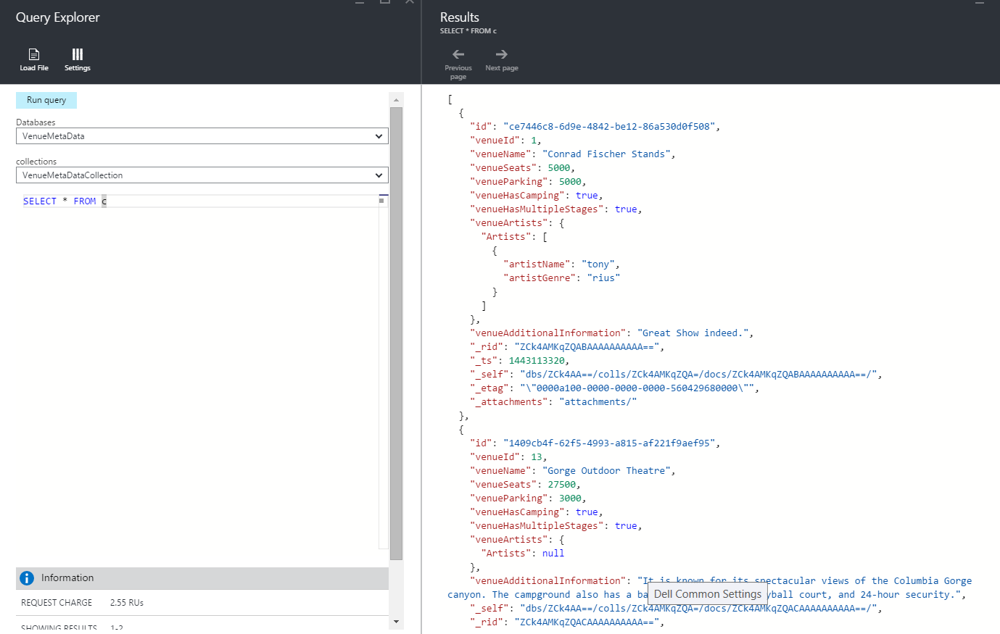 Query Explorer
Load File
Settings
Run query
Databases
VenueMetaData
collections
VenueMetaDataCollection
SELECT * FROM c
Information
REQUEST CHARGE 2.55 RUs
SHOWING RESULTS 1-2
Results
SELECT * FROM c
Previous page
Next page
[
{
"id": "ce7446c8-6d9e-4842-be12-86a530d0f508",
"venueId": 1,
"venueName": "Conrad Fischer Stands",
"venueSeats": 5000,
"venueParking": 5000,
"venueHasCamping": true,
"venueHasMultipleStages": true,
"venueArtists": {
"Artists": [
{
"artistName": "tony",
"artistGenre": "rius"
}
]
},
"venueAdditionalInformation": "Great Show indeed.",
"_rid": "ZCk4AMKqZQABAAAAAAAAAA==",
"_ts": 1443113320,
"_self": "dbs/ZCk4AA==/colls/ZCk4AMKqZQA=/docs/ZCk4AMKqZQABAAAAAAAAAA==/",
"_etag": "\"0000a100-0000-0000-0000-560429680000\"",
"_attachments": "attachments/"
},
{
"id": "1409cb4f-62f5-4993-a815-af221f9aef95",
"venueId": 13,
"venueName": "Gorge Outdoor Theatre",
"venueSeats": 27500,
"venueParking": 3000,
"venueHasCamping": true,
"venueHasMultipleStages": true,
"venueArtists": {
"Artists": null
},
"venueAdditionalInformation": "It is known for its spectacular views of the Columbia Gorge
canyon. The campground also has a court, and 24-hour security.",
Dell Common Settings
"_self": "dbs/ZCk4AA==/colls/ZCk4AMKqZQA=/docs/ZCk4AMKqZQACAAAAAAAAAA==/",
"_rid": "ZCk4AMKqZQACAAAAAAAAAA==",